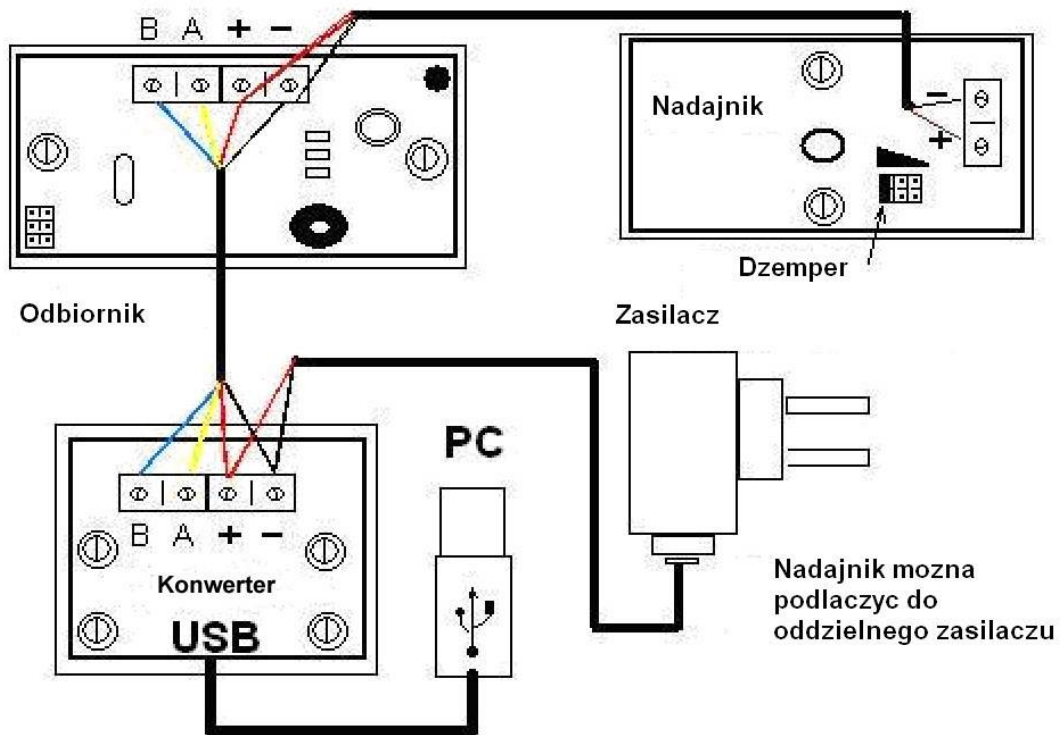 B A + −
Nadajnik
−
+
Dzemper
Odbiornik
Zasilacz
PC
B A + −
Konwerter
USB
Nadajnik mozna
podlaczyc do
oddzielnego zasilaczu